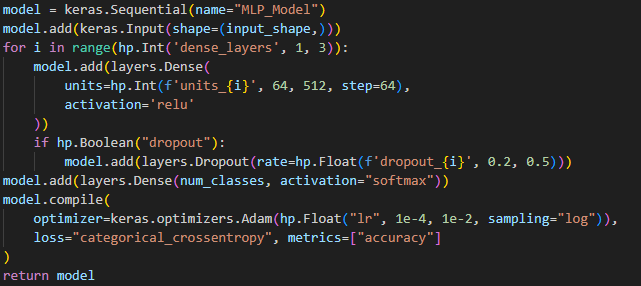 model = keras.Sequential(name="MLP_Model")
model.add(keras.Input(shape=(input_shape,)))
for i in range(hp.Int('dense_layers', 1, 3)):
    model.add(layers.Dense(
        units=hp.Int(f'units_{i}', 64, 512, step=64),
        activation='relu'
    ))
    if hp.Boolean("dropout"):
        model.add(layers.Dropout(rate=hp.Float(f'dropout_{i}', 0.2, 0.5)))
model.add(layers.Dense(num_classes, activation="softmax"))
model.compile(
    optimizer=keras.optimizers.Adam(hp.Float("lr", 1e-4, 1e-2, sampling="log")),
    loss="categorical_crossentropy", metrics=["accuracy"]
)
return model